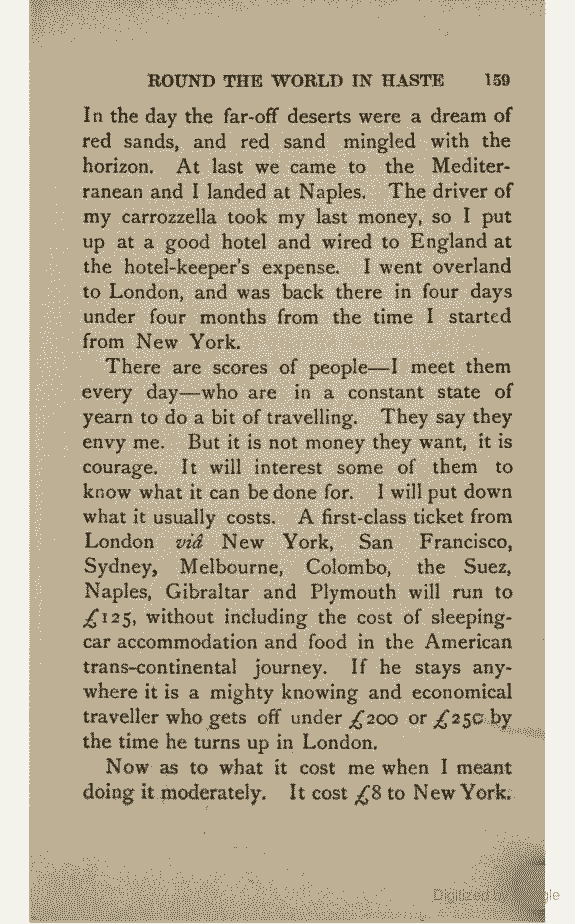 ROUND THE WORLD IN HASTE 159
In the day the far-off deserts were a dream of
red sands, and red sand mingled with the
horizon. At last we came to the Mediter-
ranean and I landed at Naples. The driver of
my carrozzella took my last money, so I put
up at a good hotel and wired to England at
the hotel-keeper's expense. I went overland
to London, and was back there in four days
under four months from the time I started
from New York.
There are scores of people—I meet them
every day—who are in a constant state of
yearn to do a bit of travelling. They say they
envy me. But it is not money they want, it is
courage. It will interest some of them to
know what it can be done for. I will put down
what it usually costs. A first-class ticket from
London viâ New York, San Francisco,
Sydney, Melbourne, Colombo, the Suez,
Naples, Gibraltar and Plymouth will run to
£125, without including the cost of sleeping-
car accommodation and food in the American
trans-continental journey. If he stays any-
where it is a mighty knowing and economical
traveller who gets off under £200 or £250 by
the time he turns up in London.
Now as to what it cost me when I meant
doing it moderately. It cost £8 to New York.
Digitized by